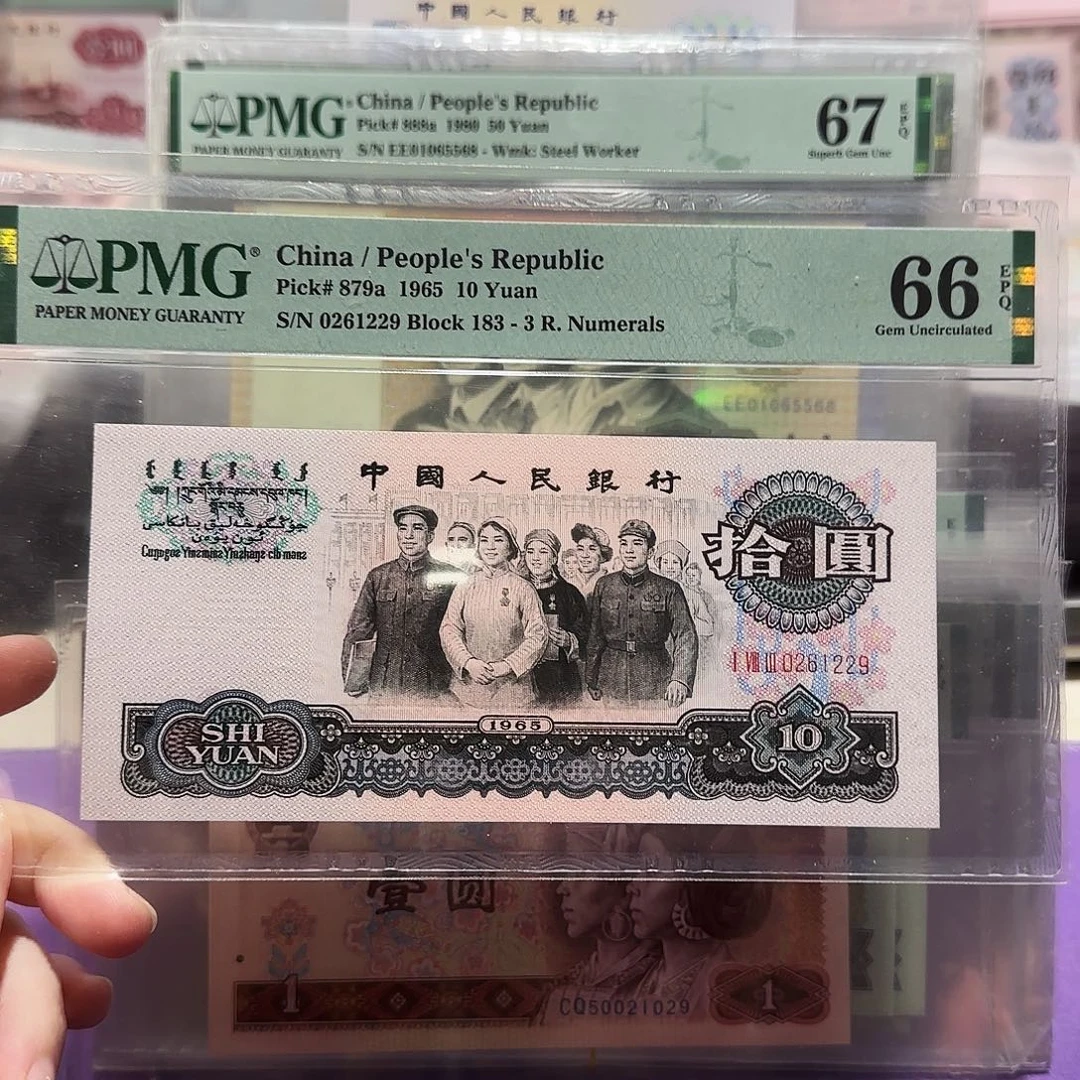 中國人民銀行
PMG
China / People's Republic
Pick# 888a 1980 50 Yuan
PAPER MONEY GUARANTY
S/N EE01065568 - Wmk: Steel Worker
67
EPQ
Superb Gem Unc
PMG®
China / People's Republic
Pick# 879a 1965 10 Yuan
PAPER MONEY GUARANTY
S/N 0261229 Block 183 - 3 R. Numerals
66
EPQ
Gem Uncirculated
EE01065568
中國人民銀行
拾圓
I VIII III 0261229
SHI
YUAN
1965
10
壹圆
1
CQ50021029
1